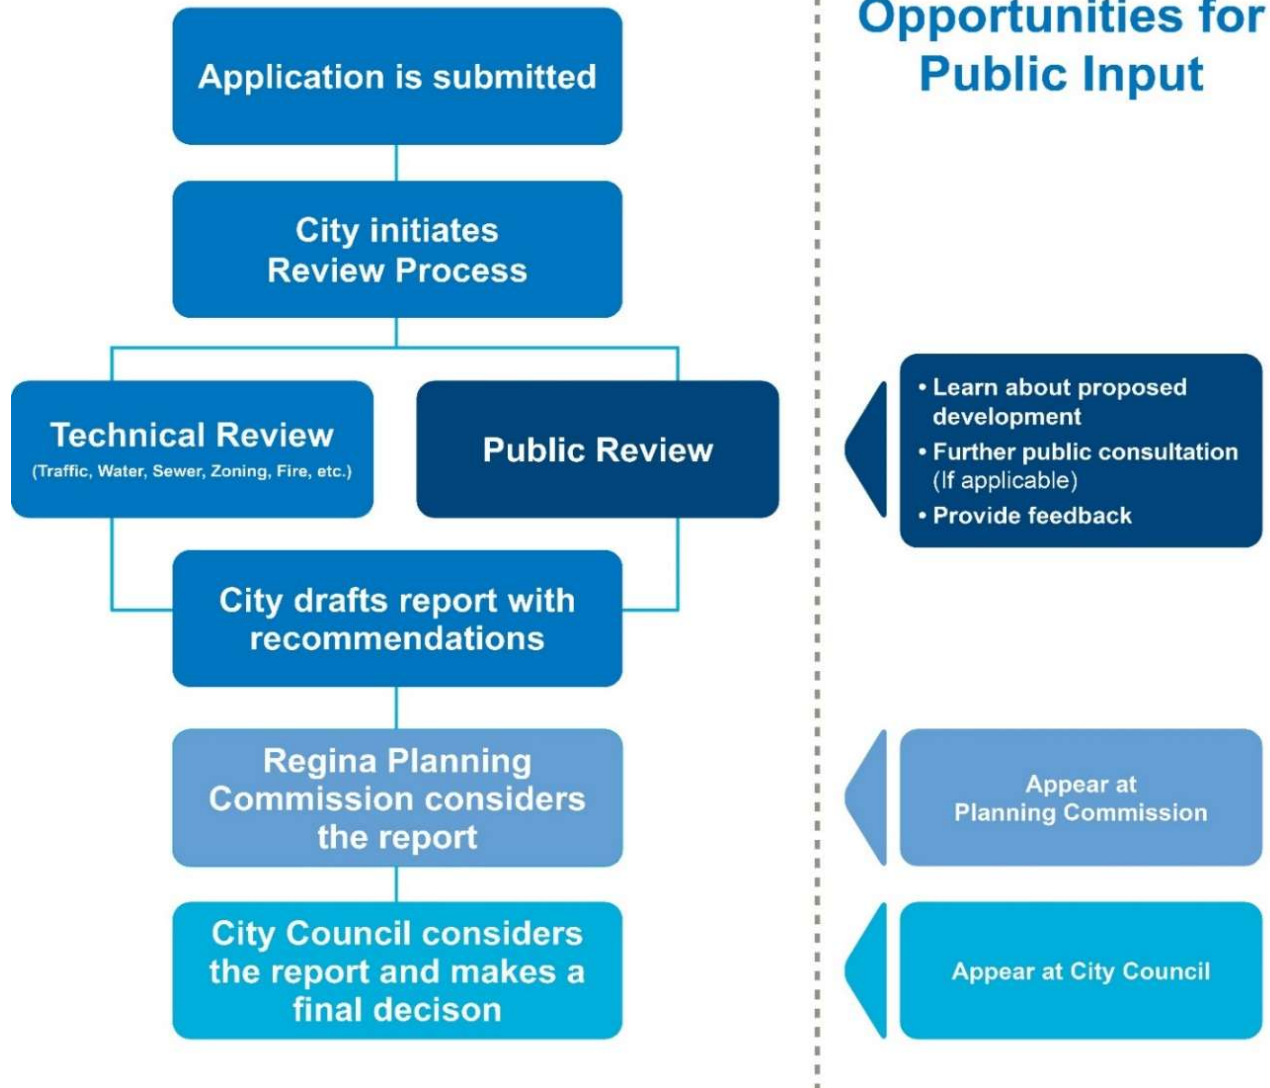 Application is submitted
City initiates
Review Process
Technical Review
(Traffic, Water, Sewer, Zoning, Fire, etc.)
Public Review
City drafts report with
recommendations
Regina Planning
Commission considers
the report
City Council considers
the report and makes a
final decison
Opportunities for
Public Input
• Learn about proposed
development
• Further public consultation
(If applicable)
• Provide feedback
Appear at
Planning Commission
Appear at City Council